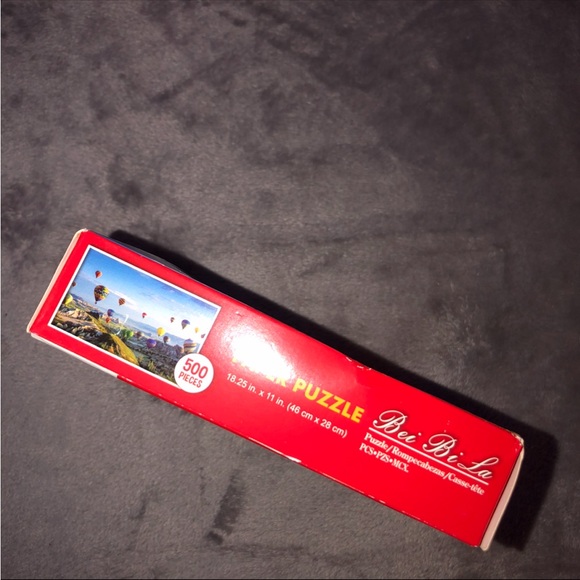 500
PIECES
PUZZLE
18.25 in. x 11 in. (46 cm x 28 cm)
Bei Bi La
Puzzle/Rompecabezas/Casse-tête
PCS•PZS•MCX.